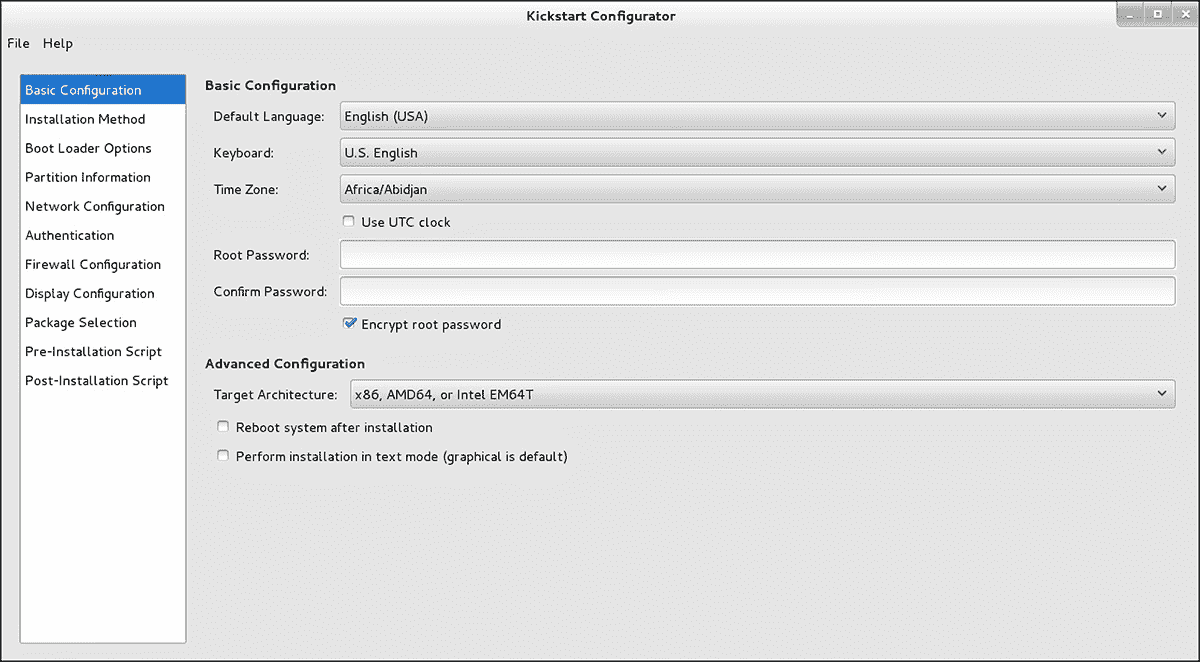 Kickstart Configurator
File Help
Basic Configuration
Installation Method
Boot Loader Options
Partition Information
Network Configuration
Authentication
Firewall Configuration
Display Configuration
Package Selection
Pre-Installation Script
Post-Installation Script
Basic Configuration
Default Language: English (USA)
Keyboard: U.S. English
Time Zone: Africa/Abidjan
Use UTC clock
Root Password:
Confirm Password:
Encrypt root password
Advanced Configuration
Target Architecture: x86, AMD64, or Intel EM64T
Reboot system after installation
Perform installation in text mode (graphical is default)